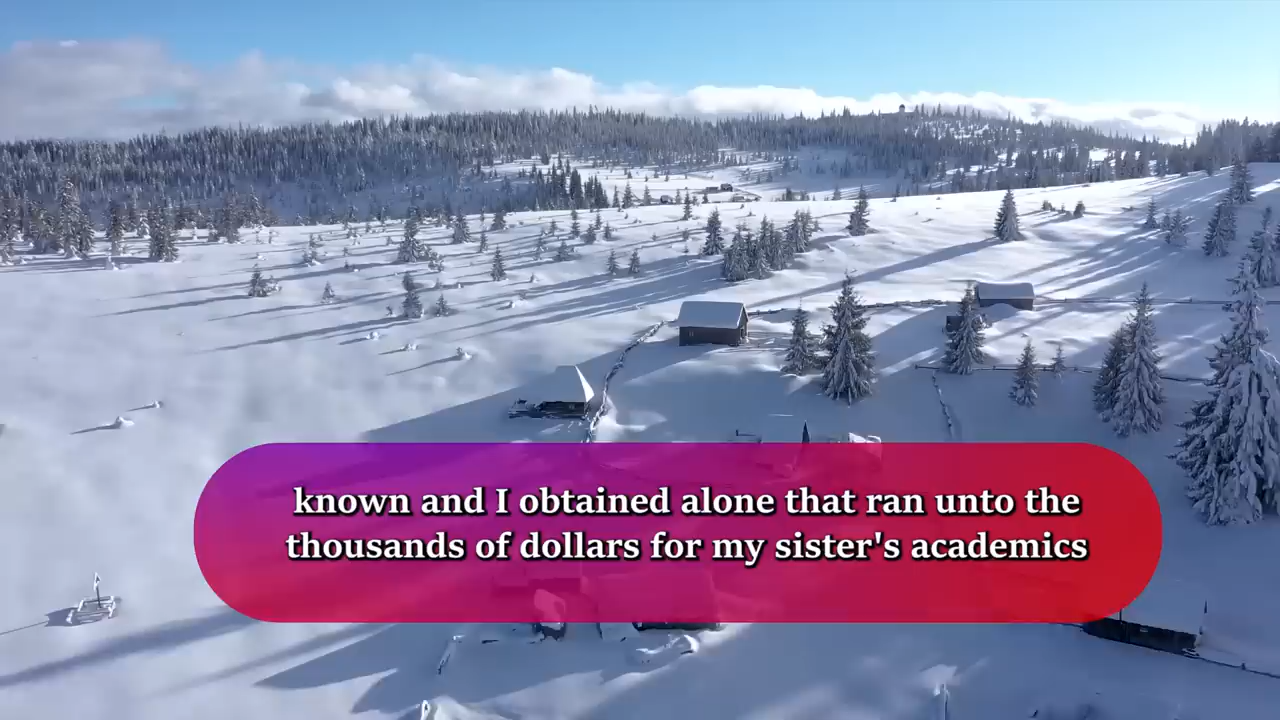 known and I obtained alone that ran unto the
thousands of dollars for my sister's academics